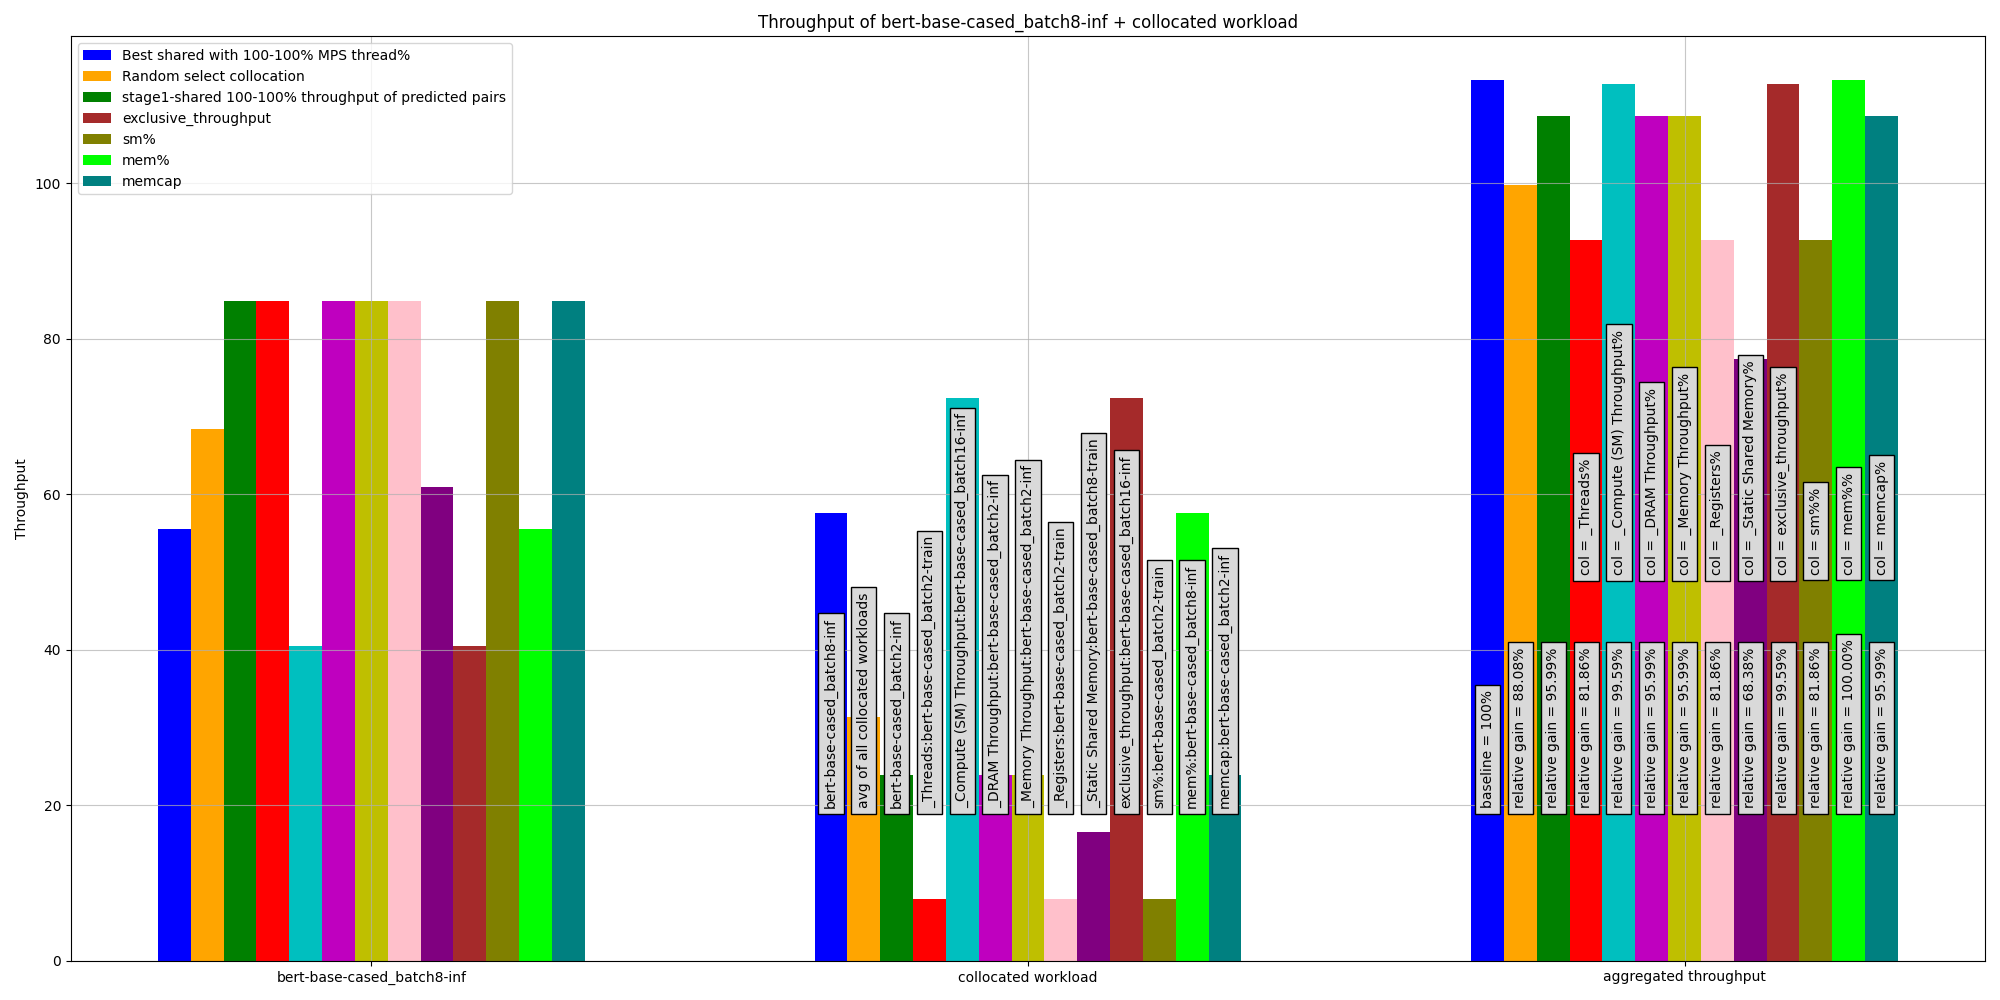 Throughput of bert-base-cased_batch8-inf + collocated workload
Best shared with 100-100% MPS thread%
Random select collocation
stage1-shared 100-100% throughput of predicted pairs
exclusive_throughput
sm%
mem%
memcap
Throughput
100
80
60
40
20
0
bert-base-cased_batch8-inf
avg of all collocated workloads
bert-base-cased_batch2-inf
_Threads:bert-base-cased_batch2-train
_Compute (SM) Throughput:bert-base-cased_batch16-inf
_DRAM Throughput:bert-base-cased_batch2-inf
_Memory Throughput:bert-base-cased_batch2-inf
_Registers:bert-base-cased_batch2-train
_Static Shared Memory:bert-base-cased_batch8-train
exclusive_throughput:bert-base-cased_batch16-inf
sm%:bert-base-cased_batch2-train
mem%:bert-base-cased_batch8-inf
memcap:bert-base-cased_batch2-inf
col = _Threads%
col = _Compute (SM) Throughput%
col = _DRAM Throughput%
col = _Memory Throughput%
col = _Registers%
col = _Static Shared Memory%
col = exclusive_throughput%
col = sm%%
col = mem%%
col = memcap%
baseline = 100%
relative gain = 88.08%
relative gain = 95.99%
relative gain = 81.86%
relative gain = 99.59%
relative gain = 95.99%
relative gain = 95.99%
relative gain = 81.86%
relative gain = 68.38%
relative gain = 99.59%
relative gain = 81.86%
relative gain = 100.00%
relative gain = 95.99%
bert-base-cased_batch8-inf
collocated workload
aggregated throughput